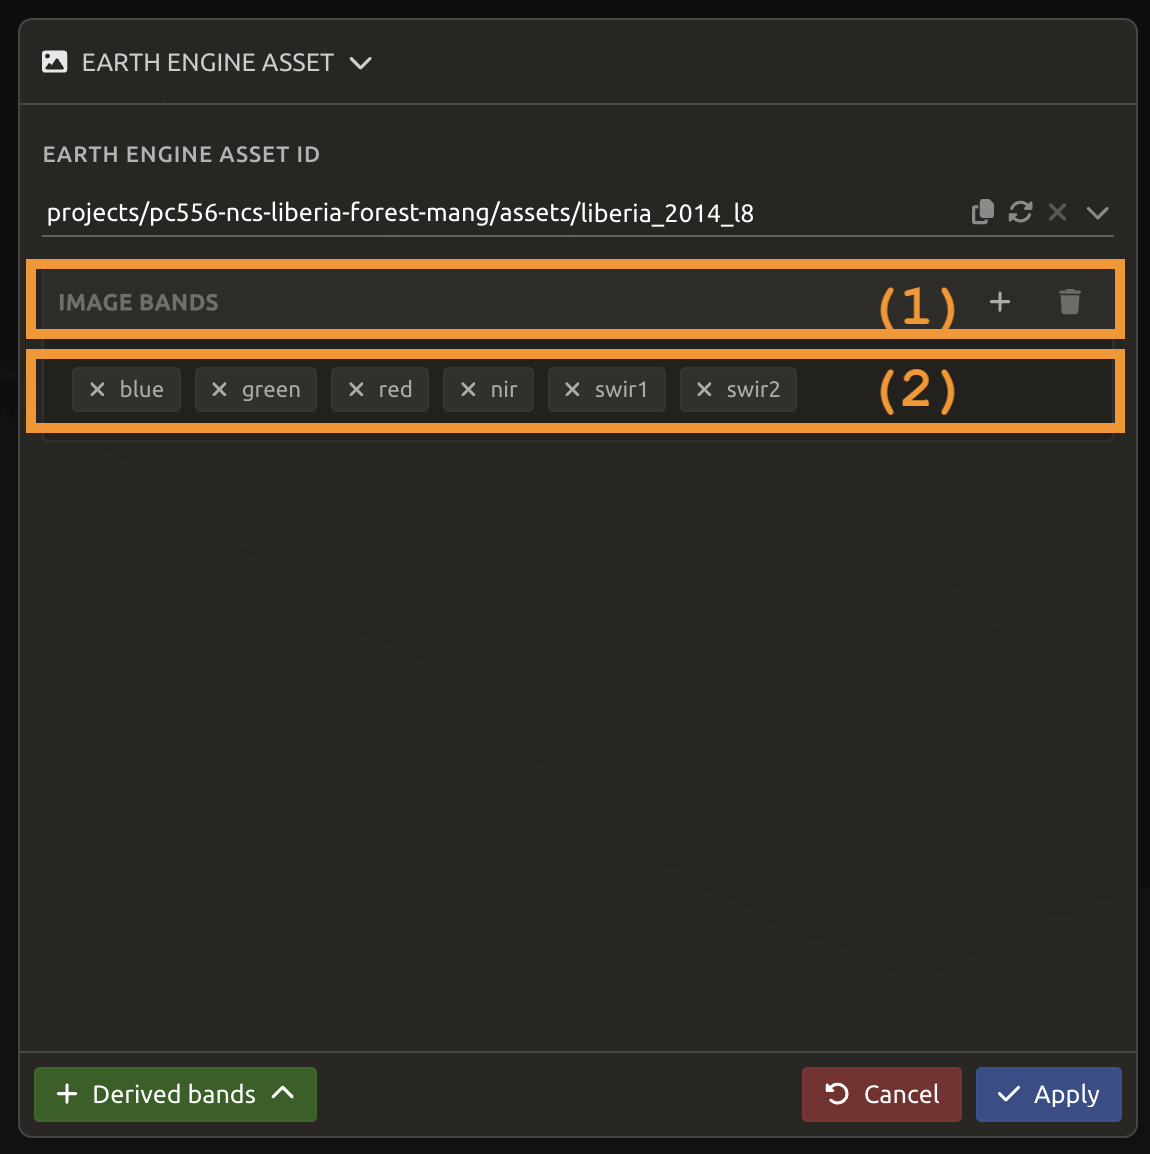 EARTH ENGINE ASSET
EARTH ENGINE ASSET ID
projects/pc556-ncs-liberia-forest-mang/assets/liberia_2014_l8
IMAGE BANDS (1)
blue green red nir swir1 swir2 (2)
Derived bands Cancel Apply